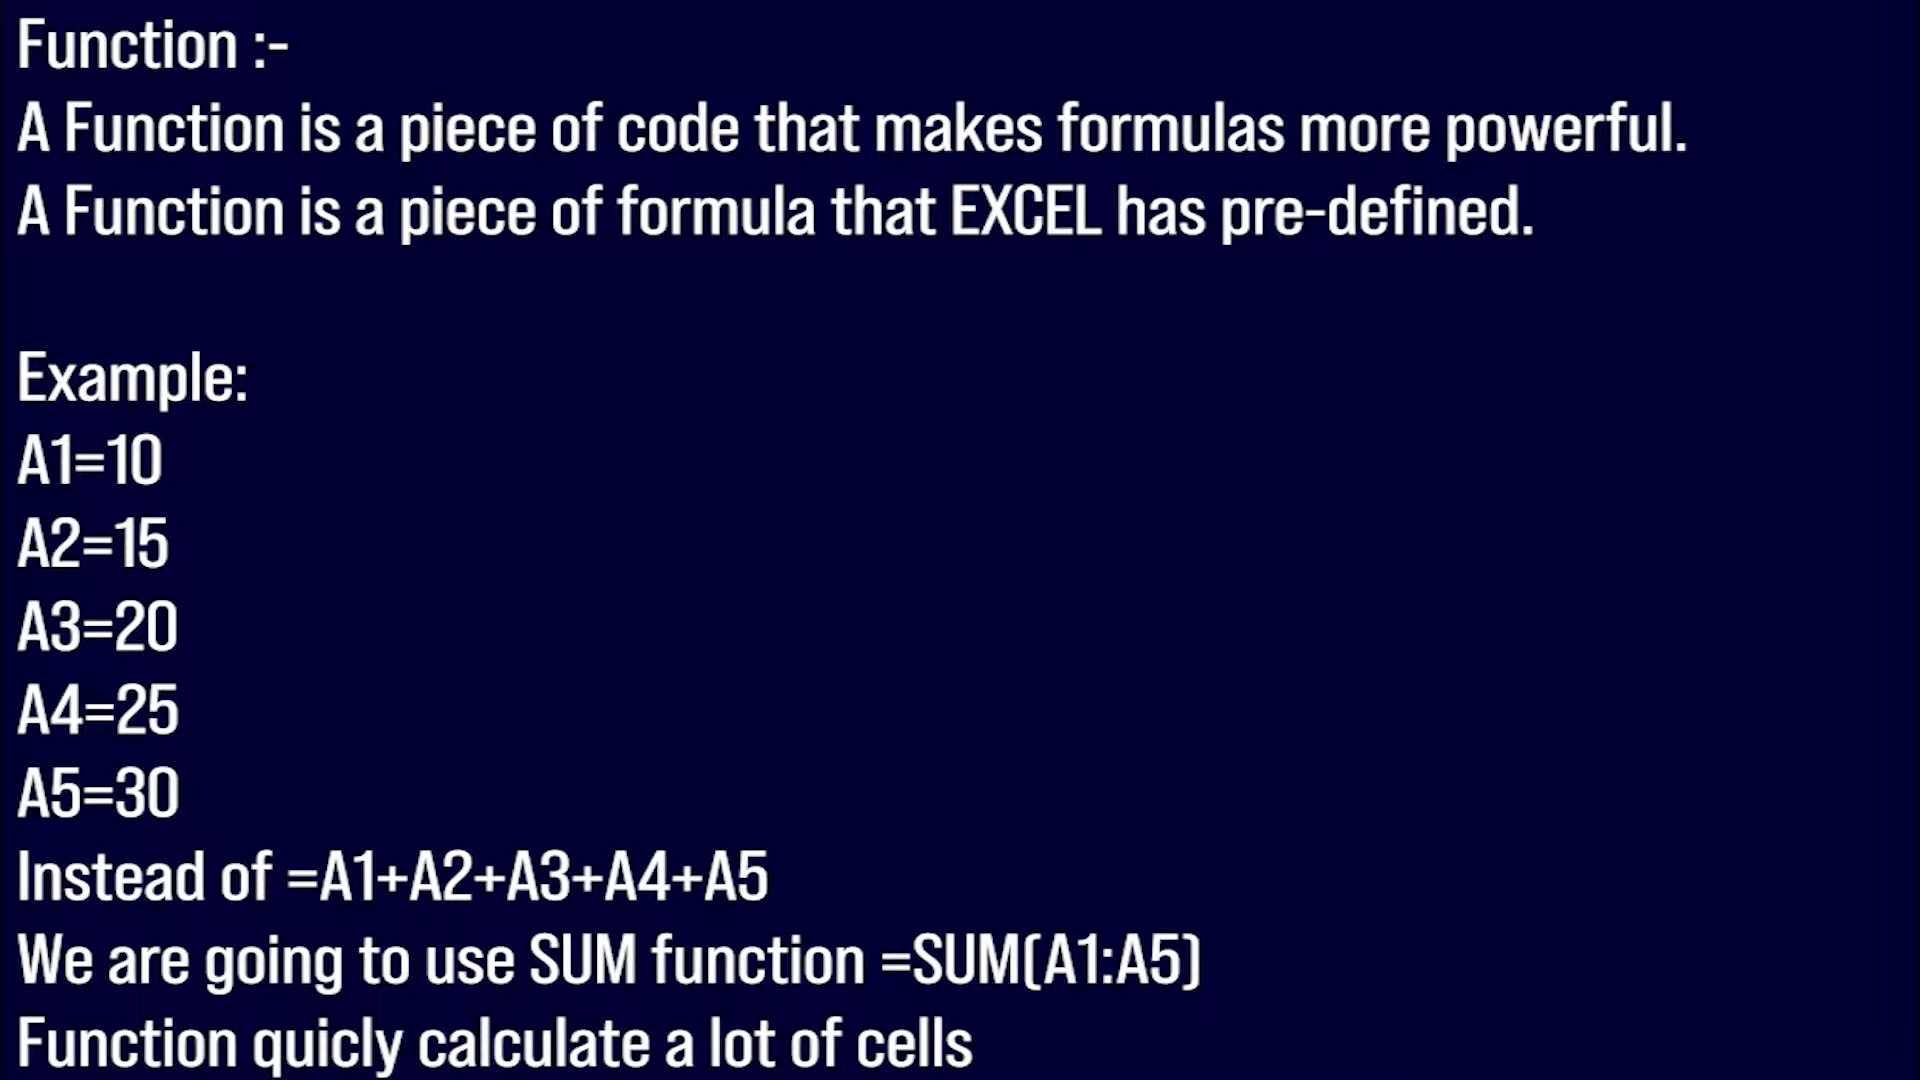 Function :-
A Function is a piece of code that makes formulas more powerful.
A Function is a piece of formula that EXCEL has pre-defined.
Example:
A1=10
A2=15
A3=20
A4=25
A5=30
Instead of =A1+A2+A3+A4+A5
We are going to use SUM function =SUM(A1:A5)
Function quicly calculate a lot of cells